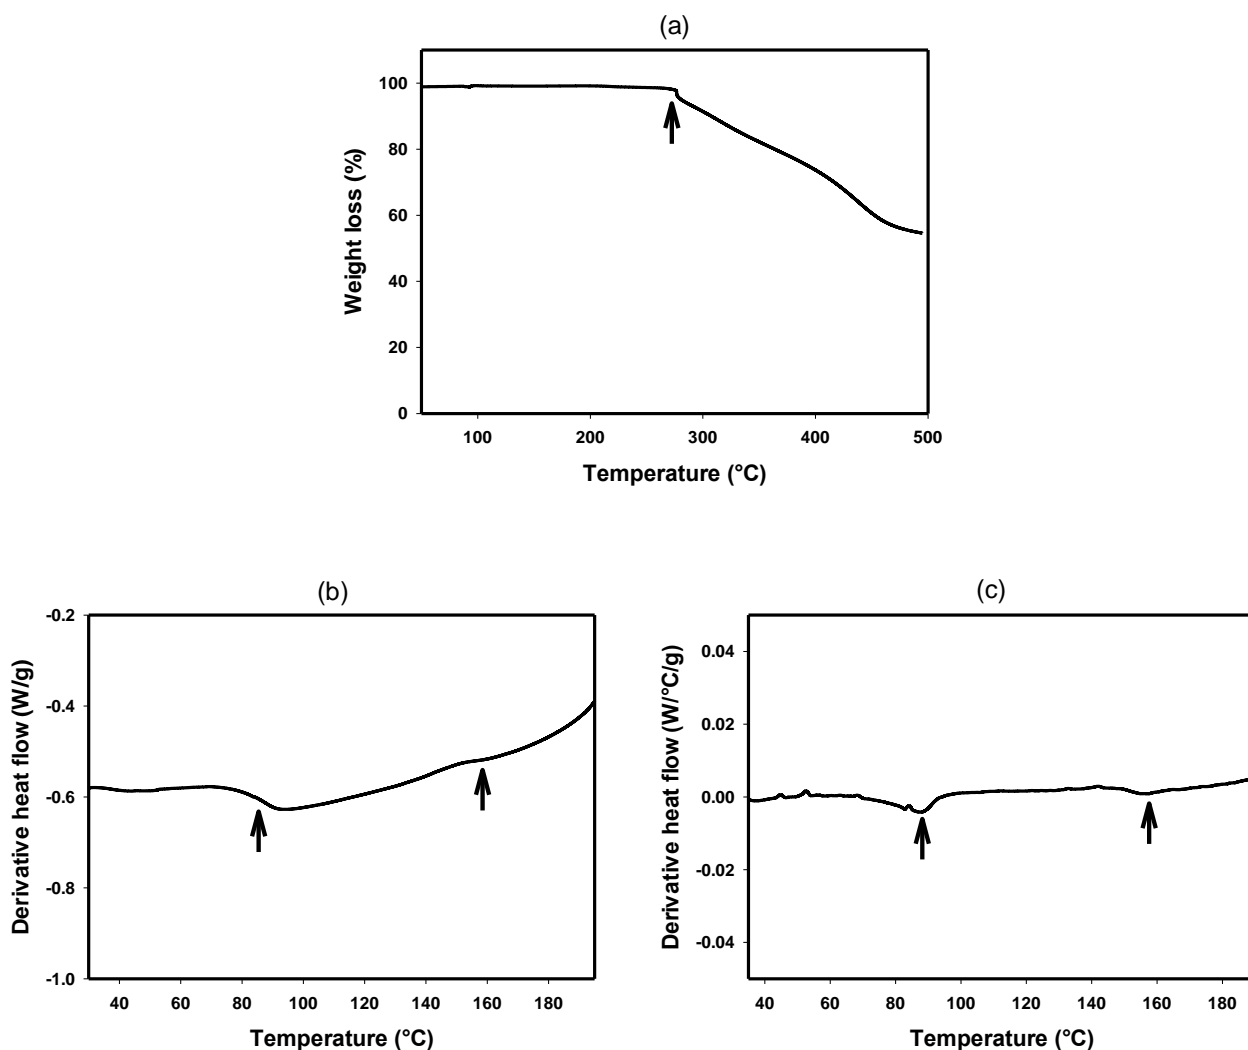 (a)
Weight loss (%)
100
80
60
40
20
0
100 200 300 400 500
Temperature (°C)
(b)
Derivative heat flow (W/g)
-0.2
-0.4
-0.6
-0.8
-1.0
40 60 80 100 120 140 160 180
Temperature (°C)
(c)
Derivative heat flow (W/°C/g)
0.04
0.02
0.00
-0.02
-0.04
40 60 80 100 120 140 160 180
Temperature (°C)